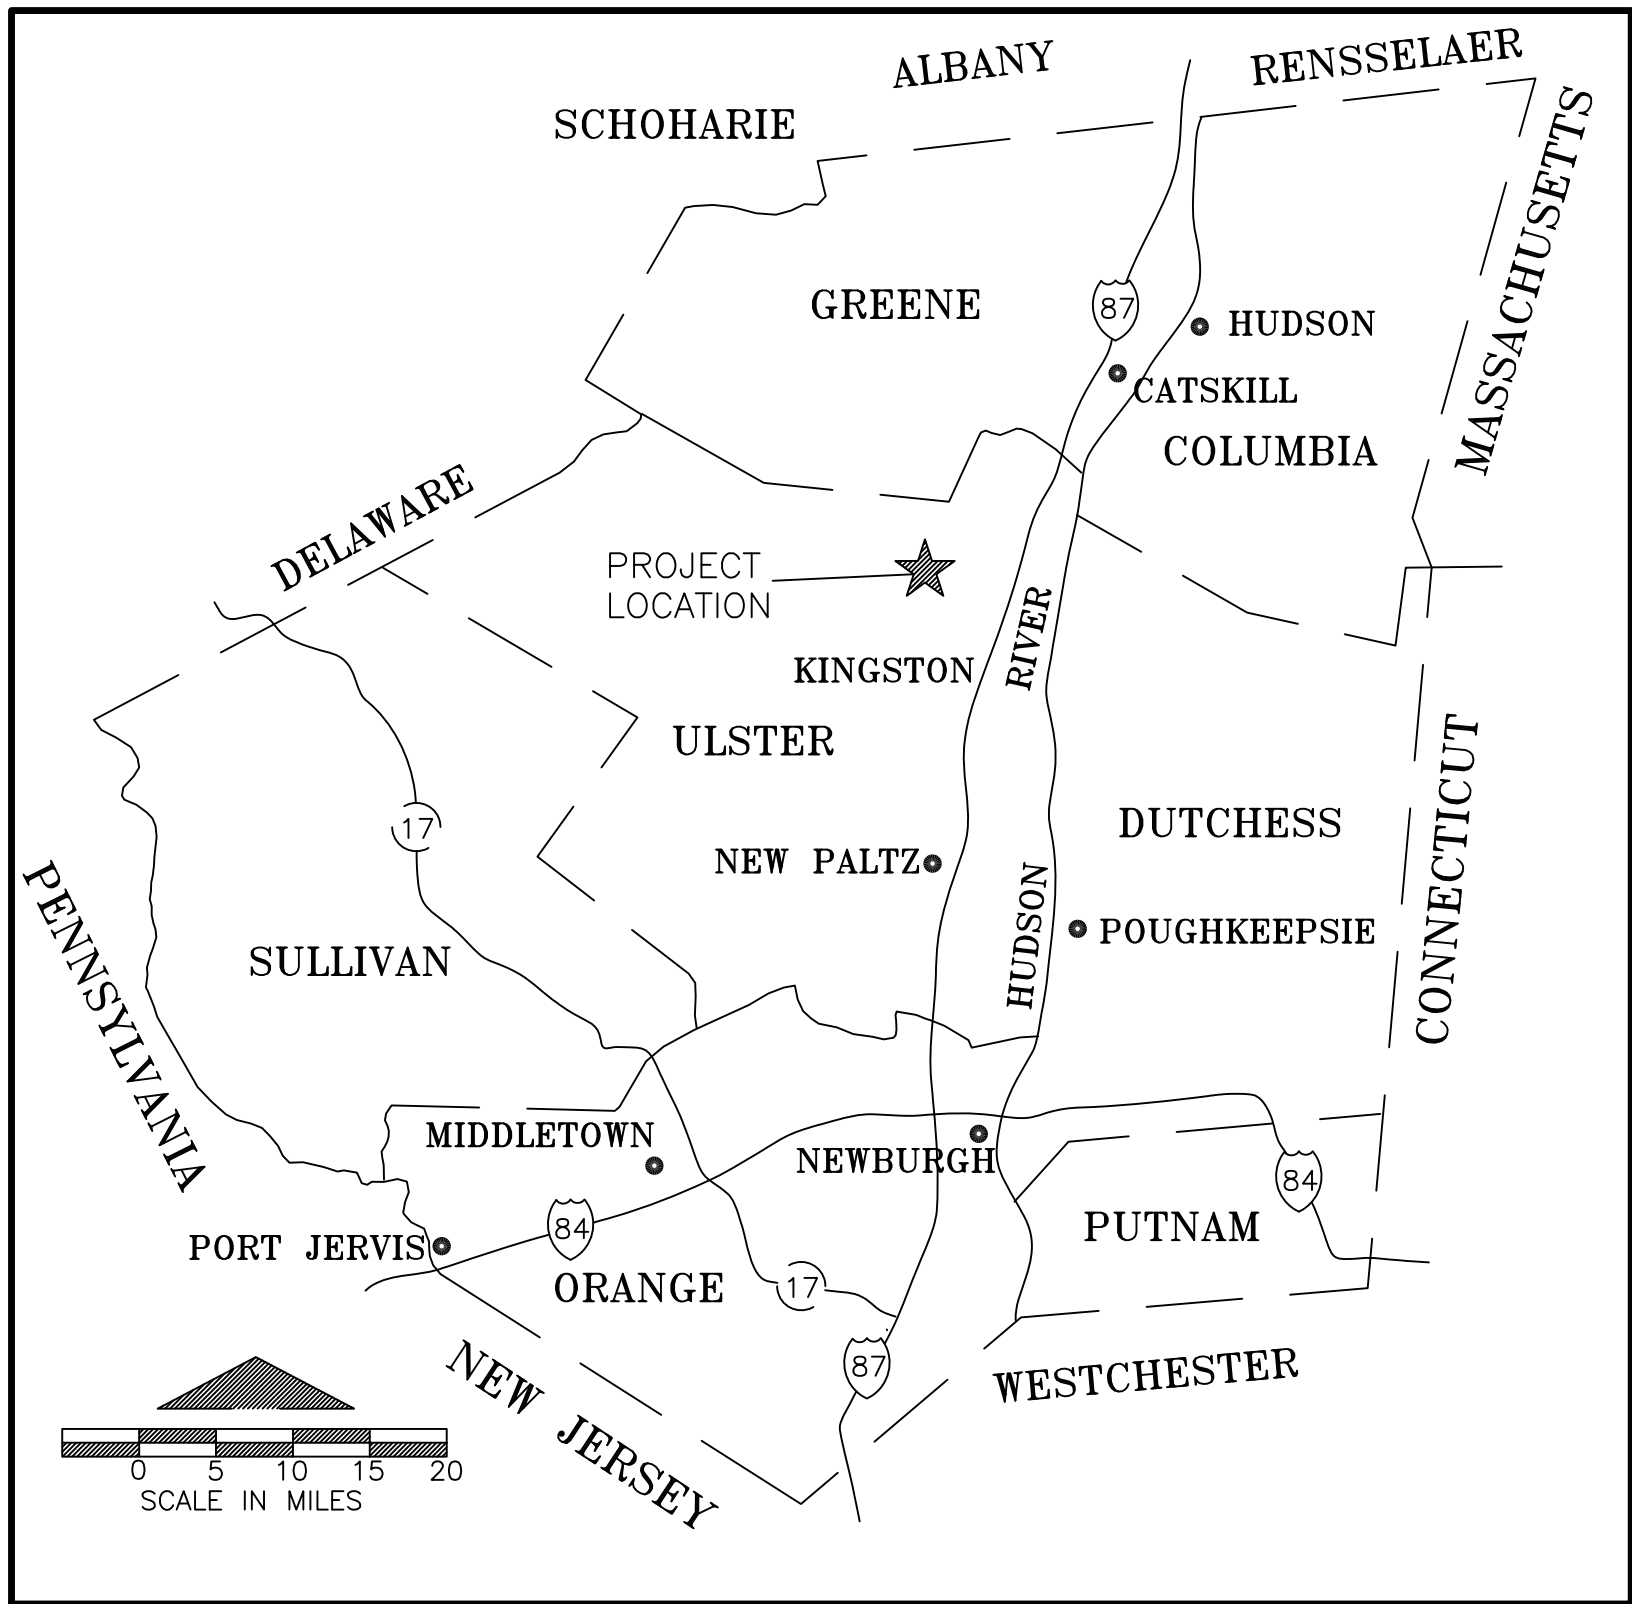 ALBANY
RENSSELAER
SCHOHARIE
MASSACHUSETTS
GREENE
87
HUDSON
CATSKILL
COLUMBIA
DELAWARE
PROJECT
LOCATION
RIVER
KINGSTON
ULSTER
CONNECTICUT
17
DUTCHESS
NEW PALTZ
HUDSON
POUGHKEEPSIE
PENNSYLVANIA
SULLIVAN
MIDDLETOWN
NEWBURGH
84
84
PUTNAM
PORT JERVIS
ORANGE
17
87
WESTCHESTER
NEW JERSEY
0 5 10 15 20
SCALE IN MILES